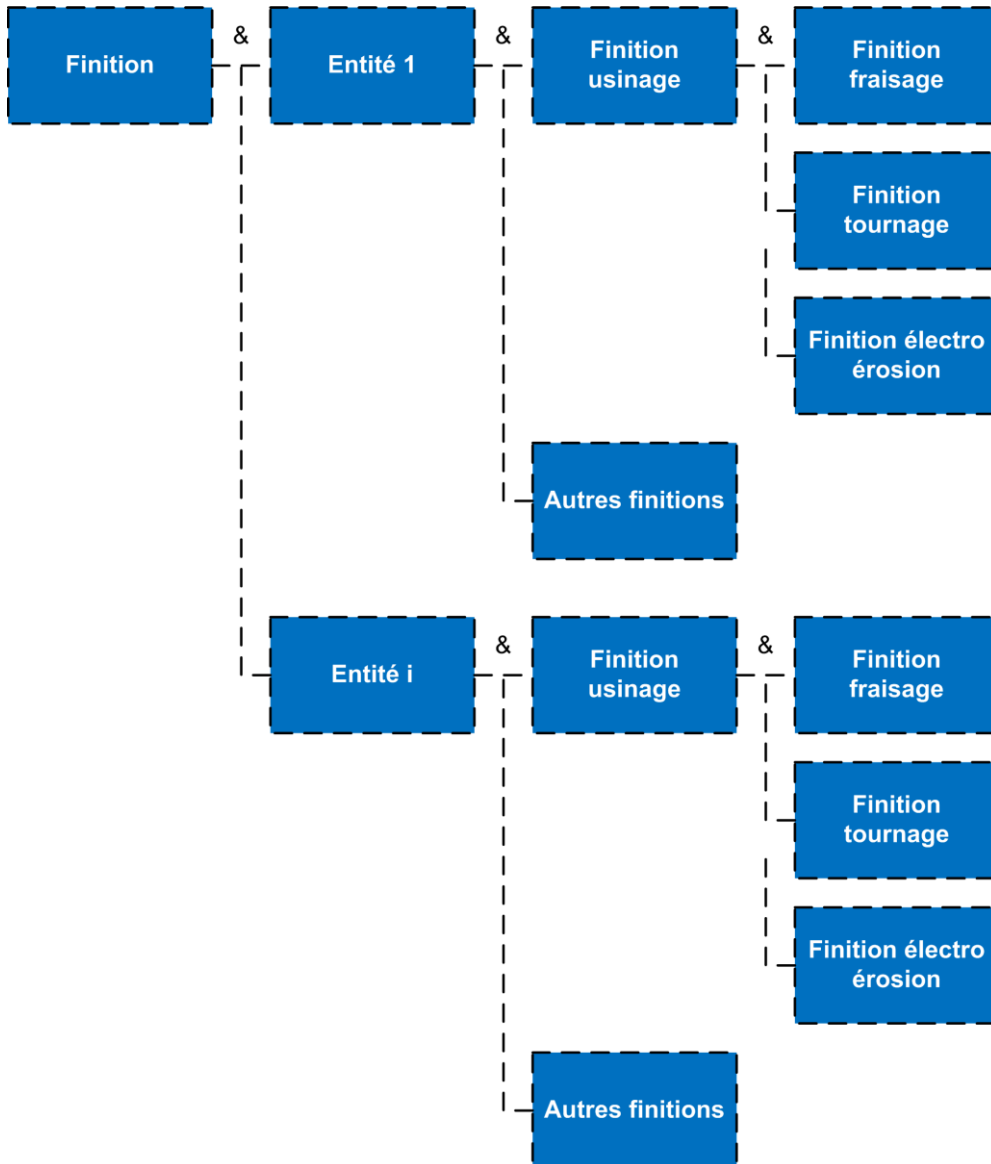 & & &
Finition Entité 1 Finition Finition
usinage fraisage
Finition
tournage
Finition électro
érosion
Autres finitions
& &
Entité i Finition Finition
usinage fraisage
Finition
tournage
Finition électro
érosion
Autres finitions